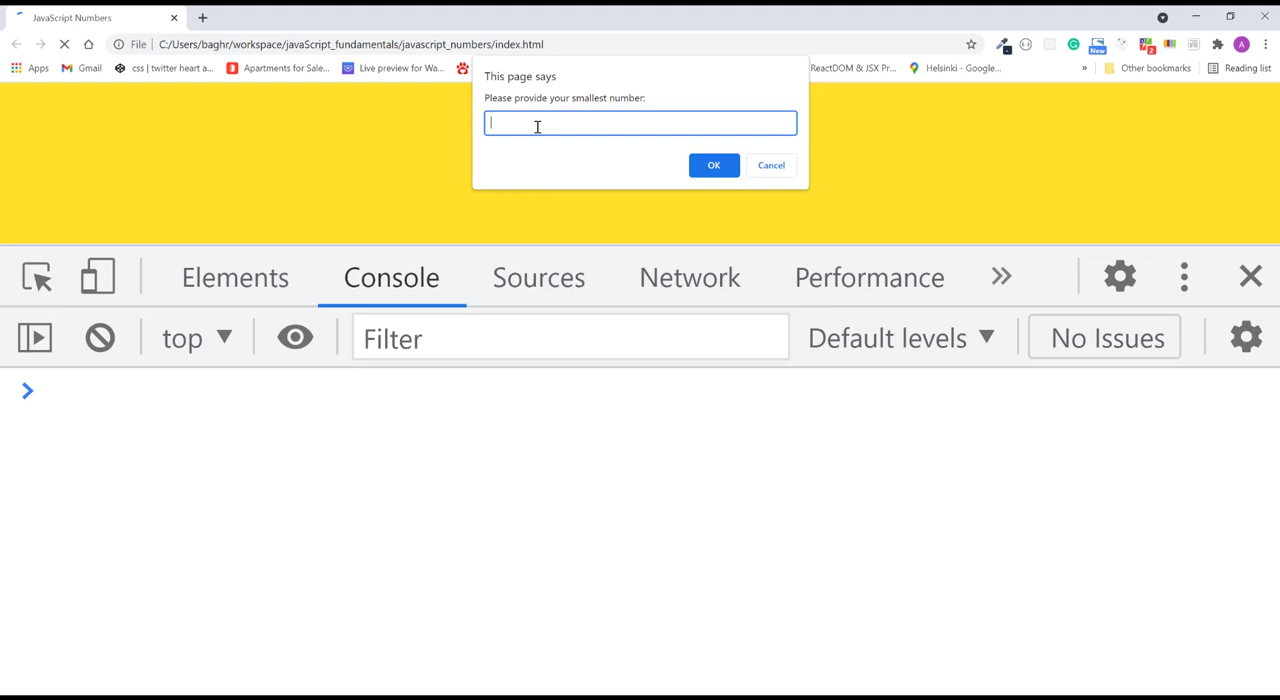 JavaScript Numbers
File C:/Users/baghr/workspace/javaScript_fundamentals/javascript_numbers/index.html
New 2 A
Apps Gmail css | twitter heart a... Apartments for Sale... Live preview for Wa... ReactDOM & JSX Pr... Helsinki - Google... » Other bookmarks Reading list
This page says
Please provide your smallest number:
OK Cancel
Elements Console Sources Network Performance
top Filter Default levels No Issues